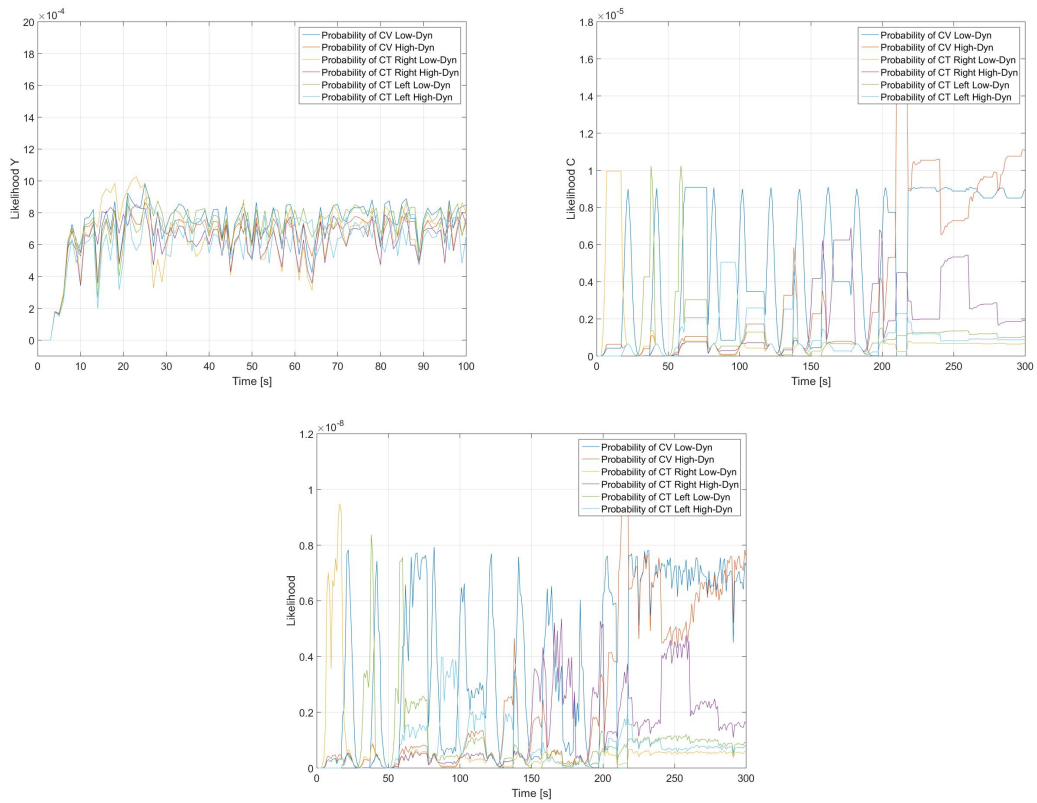 ×10⁻⁴
20
18
16
14
12
10
8
6
4
2
0
Likelihood Y
0 10 20 30 40 50 60 70 80 90 100
Time [s]
Probability of CV Low-Dyn
Probability of CV High-Dyn
Probability of CT Right Low-Dyn
Probability of CT Right High-Dyn
Probability of CT Left Low-Dyn
Probability of CT Left High-Dyn
×10⁻⁵
1.8
1.6
1.4
1.2
1
0.8
0.6
0.4
0.2
0
Likelihood C
0 50 100 150 200 250 300
Time [s]
Probability of CV Low-Dyn
Probability of CV High-Dyn
Probability of CT Right Low-Dyn
Probability of CT Right High-Dyn
Probability of CT Left Low-Dyn
Probability of CT Left High-Dyn
×10⁻⁸
1.2
1
0.8
0.6
0.4
0.2
0
Likelihood
0 50 100 150 200 250 300
Time [s]
Probability of CV Low-Dyn
Probability of CV High-Dyn
Probability of CT Right Low-Dyn
Probability of CT Right High-Dyn
Probability of CT Left Low-Dyn
Probability of CT Left High-Dyn